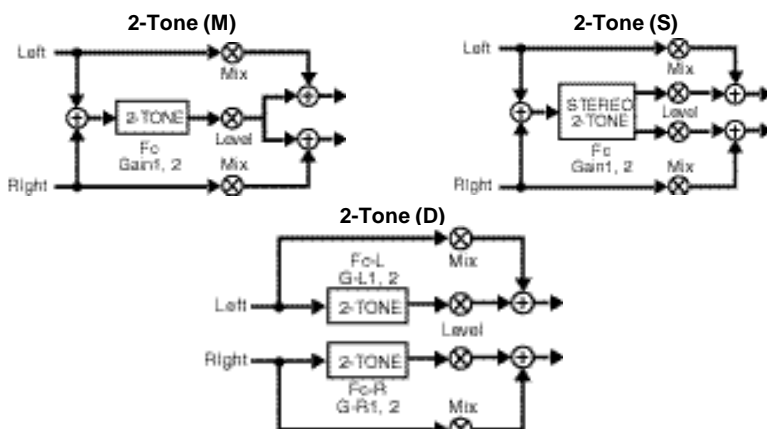 2-Tone (M)
Left
Mix
2-TONE
Level
Fc
Gain1, 2
Mix
Right
2-Tone (S)
Left
Mix
STEREO
2-TONE
Level
Fc
Gain1, 2
Mix
Right
2-Tone (D)
Mix
Fc-L
G-L1, 2
Left
2-TONE
Level
Right
2-TONE
Fc-R
G-R1, 2
Mix